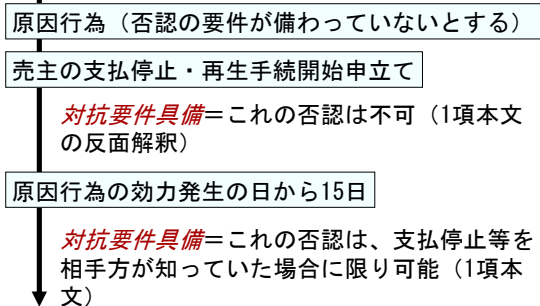 原因行為（否認の要件が備わっていないとする）
売主の支払停止・再生手続開始申立て
対抗要件具備＝これの否認は不可（1項本文
の反面解釈）
原因行為の効力発生の日から15日
対抗要件具備＝これの否認は、支払停止等を
相手方が知っていた場合に限り可能（1項本
文）